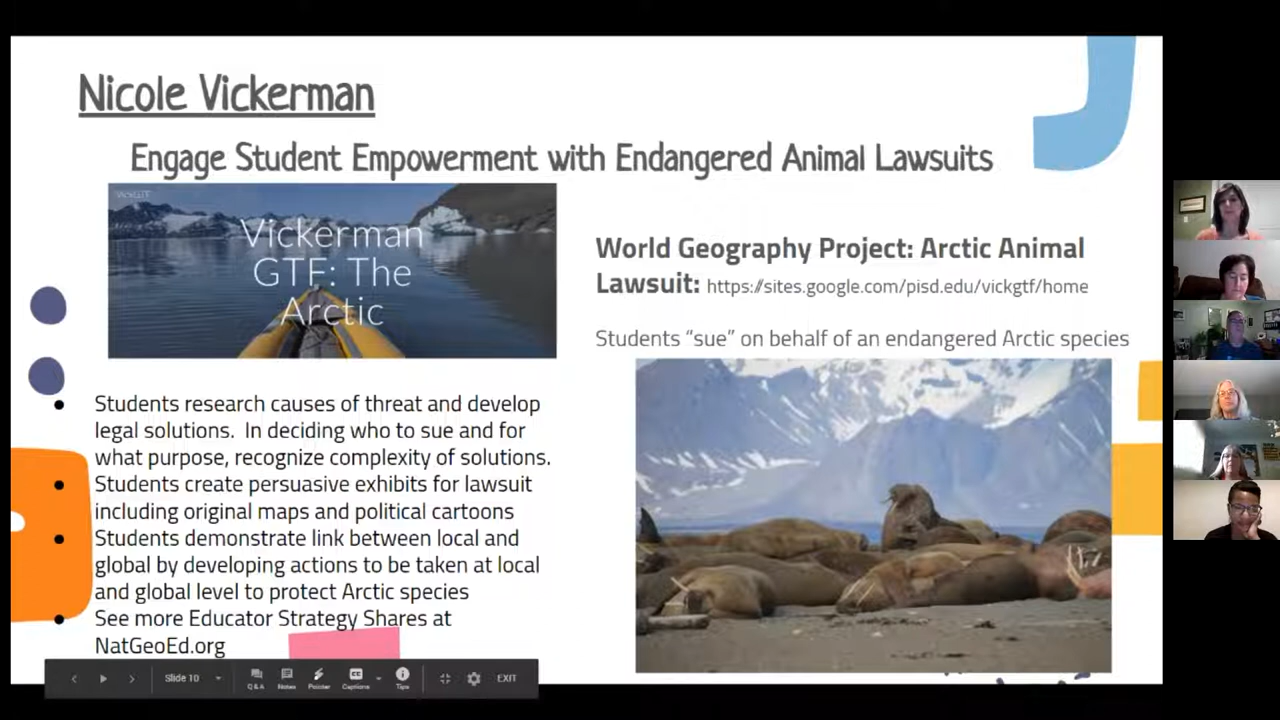 Nicole Vickerman
Engage Student Empowerment with Endangered Animal Lawsuits
Vickerman
GTF: The
Arctic
World Geography Project: Arctic Animal
Lawsuit: https://sites.google.com/pisd.edu/vickgtf/home
Students “sue” on behalf of an endangered Arctic species
Students research causes of threat and develop
legal solutions. In deciding who to sue and for
what purpose, recognize complexity of solutions.
Students create persuasive exhibits for lawsuit
including original maps and political cartoons
Students demonstrate link between local and
global by developing actions to be taken at local
and global level to protect Arctic species
See more Educator Strategy Shares at
NatGeoEd.org
Slide 10
Q&A
Notes
Pointer
Captions
Tips
EXIT